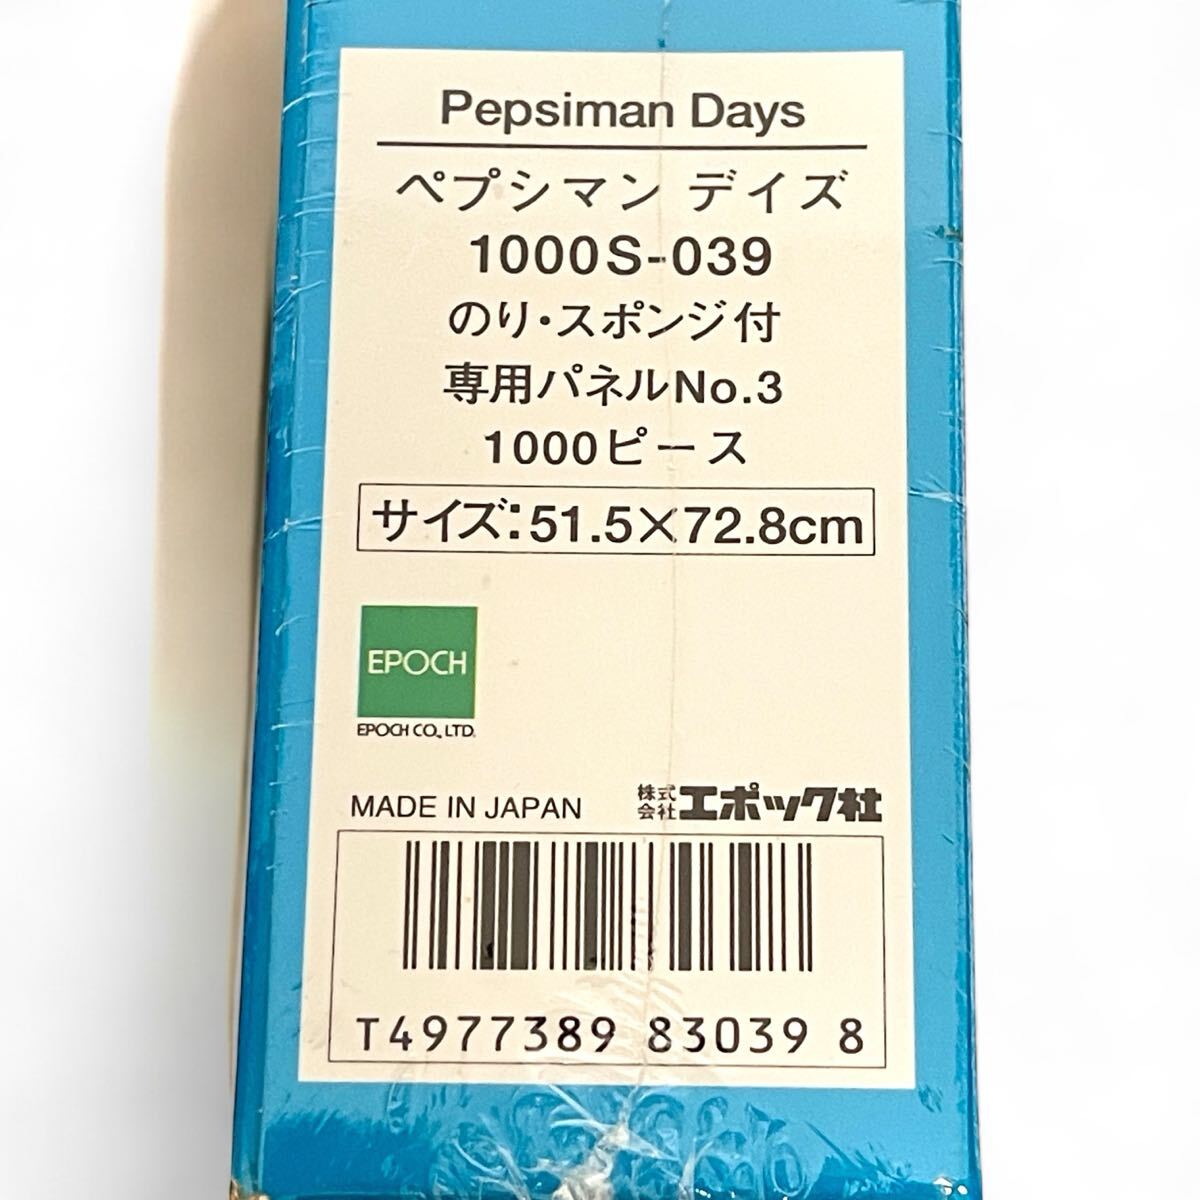 Pepsiman Days
ペプシマン デイズ
1000S-039
のり・スポンジ付
専用パネルNo.3
1000ピース
サイズ:51.5×72.8cm
EPOCH
EPOCH CO., LTD.
MADE IN JAPAN
株式会社エポック社
T4977389 83039 8